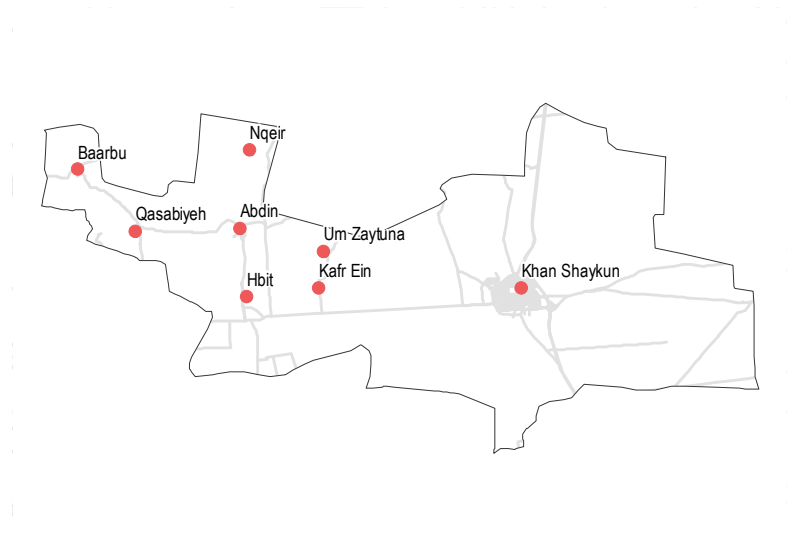 Nqeir
Baarbu
Qasabiyeh
Abdin
Um Zaytuna
Hbit
Kafr Ein
Khan Shaykun